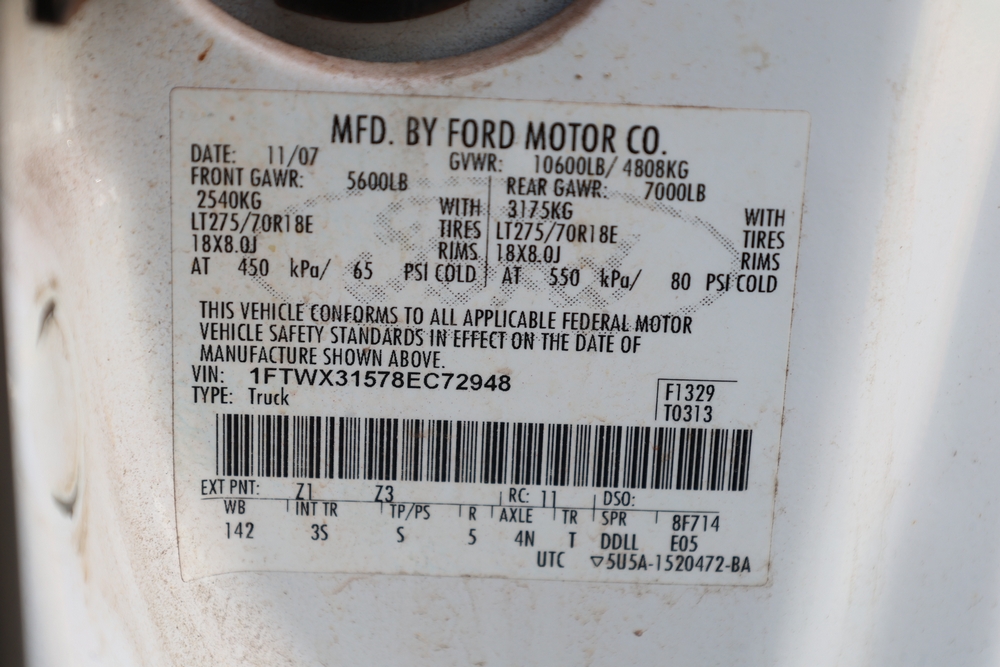 MFD. BY FORD MOTOR CO.
DATE: 11/07 GVWR: 10600LB/ 4808KG
FRONT GAWR: 5600LB REAR GAWR: 7000LB
2540KG WITH 3175KG WITH
LT275/70R18E TIRES LT275/70R18E TIRES
18X8.0J RIMS 18X8.0J RIMS
AT 450 kPa/ 65 PSI COLD AT 550 kPa/ 80 PSI COLD
THIS VEHICLE CONFORMS TO ALL APPLICABLE FEDERAL MOTOR
VEHICLE SAFETY STANDARDS IN EFFECT ON THE DATE OF
MANUFACTURE SHOWN ABOVE.
VIN: 1FTWX31578EC72948
TYPE: Truck
F1329
T0313
EXT PNT: Z1 Z3 RC: 11 DSO:
WB INT TR TP/PS R AXLE TR SPR 8F714
142 3S S 5 4N T DDLL E05
UTC ▽5U5A-1520472-BA